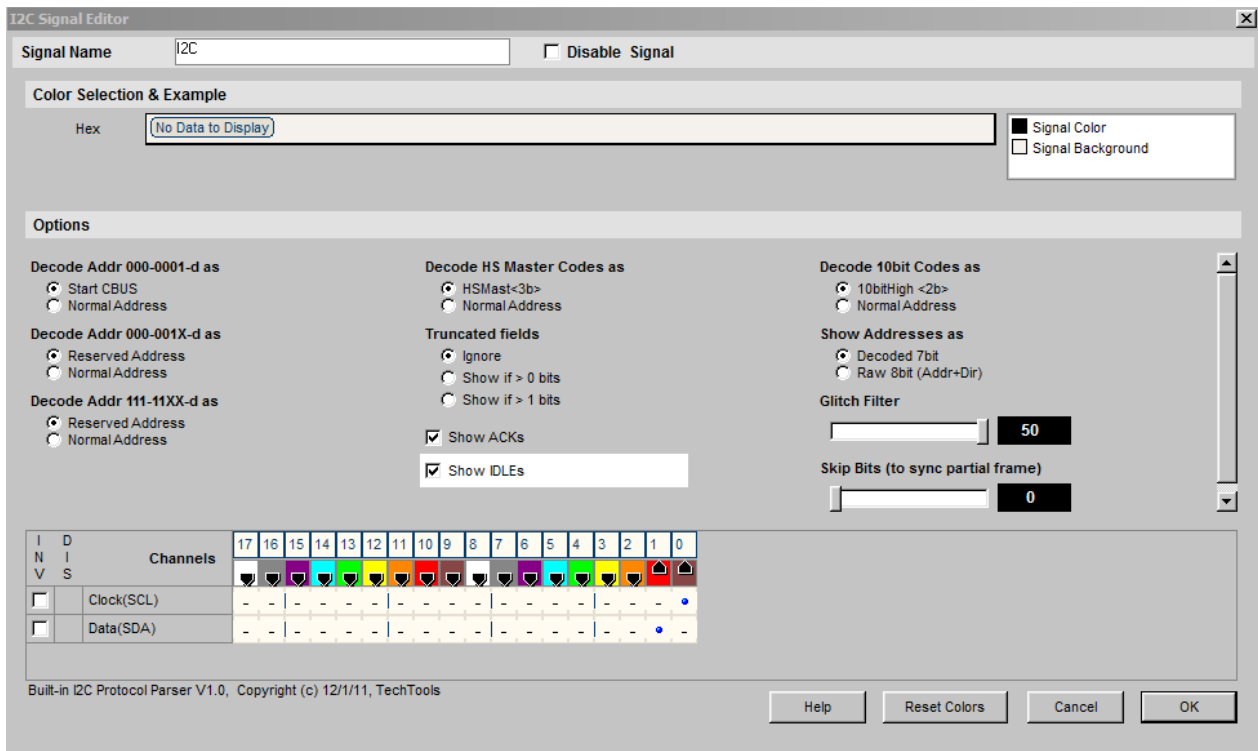 I2C Signal Editor
Signal Name
I2C
Disable Signal
Color Selection & Example
Hex
No Data to Display
Signal Color
Signal Background
Options
Decode Addr 000-0001-d as
Start CBUS
Normal Address
Decode Addr 000-001X-d as
Reserved Address
Normal Address
Decode Addr 111-11XX-d as
Reserved Address
Normal Address
Decode HS Master Codes as
HSMast<3b>
Normal Address
Truncated fields
Ignore
Show if > 0 bits
Show if > 1 bits
Show ACKs
Show IDLEs
Decode 10bit Codes as
10bitHigh <2b>
Normal Address
Show Addresses as
Decoded 7bit
Raw 8bit (Addr+Dir)
Glitch Filter
50
Skip Bits (to sync partial frame)
0
INV
DIS
Channels
17 16 15 14 13 12 11 10 9 8 7 6 5 4 3 2 1 0
Clock(SCL)
Data(SDA)
Built-in I2C Protocol Parser V1.0, Copyright (c) 12/1/11, TechTools
Help
Reset Colors
Cancel
OK